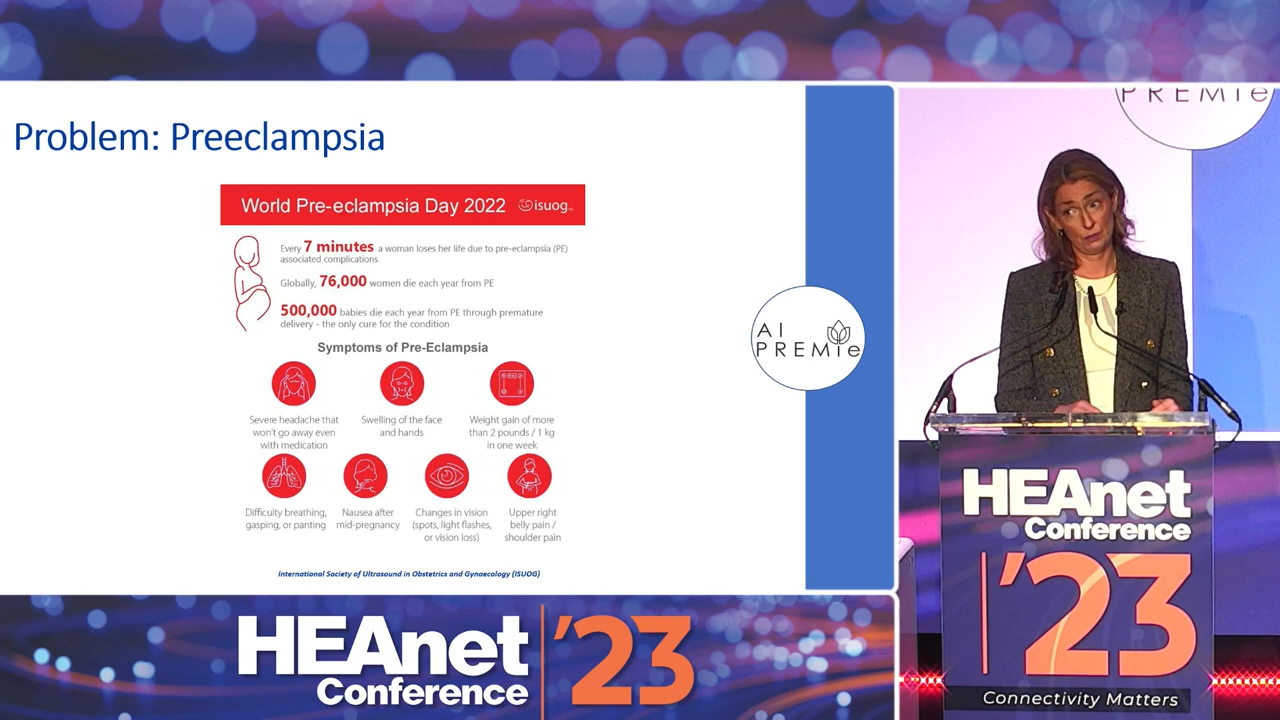 Problem: Preeclampsia
World Pre-eclampsia Day 2022 isuog
Every 7 minutes a woman loses her life due to pre-eclampsia (PE)
associated complications
Globally, 76,000 women die each year from PE
500,000 babies die each year from PE through premature
delivery - the only cure for the condition
Symptoms of Pre-Eclampsia
Severe headache that
won't go away even
with medication
Swelling of the face
and hands
Weight gain of more
than 2 pounds / 1 kg
in one week
Difficulty breathing,
gasping, or panting
Nausea after
mid-pregnancy
Changes in vision
(spots, light flashes,
or vision loss)
Upper right
belly pain /
shoulder pain
International Society of Ultrasound in Obstetrics and Gynaecology (ISUOG)
AI
PREMie
HEAnet
Conference
'23
PREMie
HEAnet
Conference
'23
Connectivity Matters